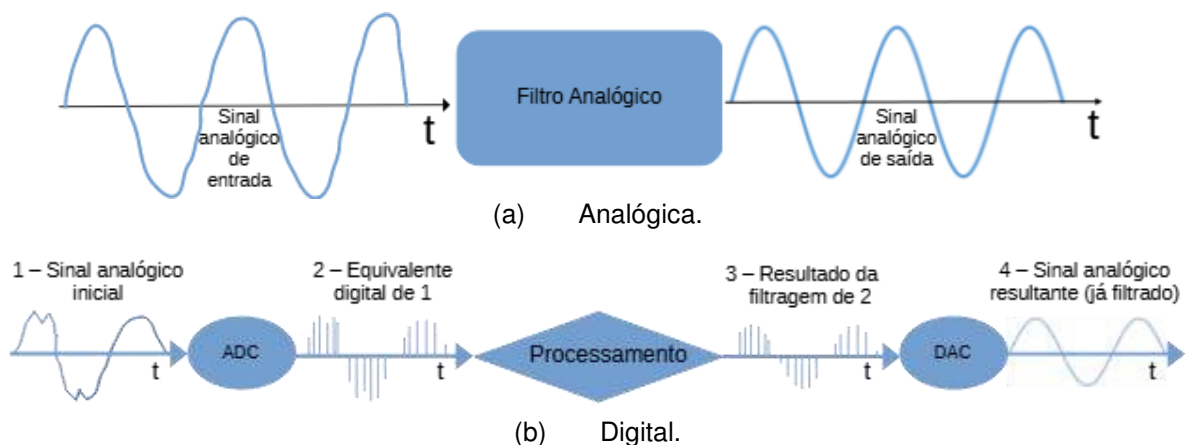 Filtro Analógico
Sinal
analógico
de
entrada
t
Sinal
analógico
de saída
t
(a) Analógica.
1 – Sinal analógico
inicial
2 – Equivalente
digital de 1
3 – Resultado da
filtragem de 2
4 – Sinal analógico
resultante (já filtrado)
t
ADC
t
Processamento
t
DAC
t
(b) Digital.